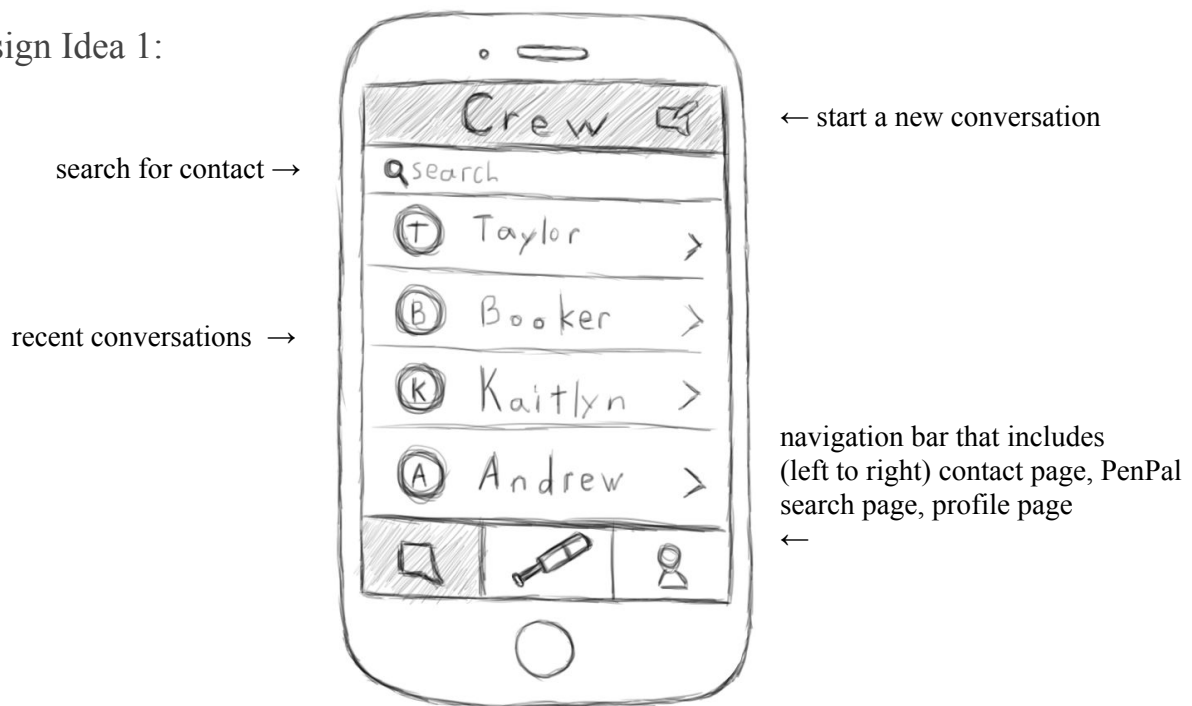 sign Idea 1:
Crew
← start a new conversation
search for contact →
search
T Taylor >
B Booker >
recent conversations →
K Kaitlyn >
A Andrew >
navigation bar that includes
(left to right) contact page, PenPal
search page, profile page
←